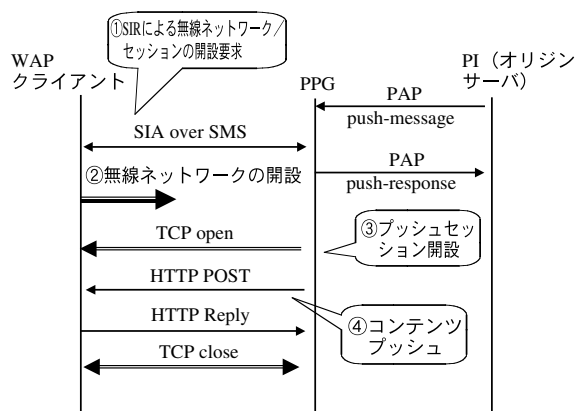 ①SIRによる無線ネットワーク／
セッションの開設要求
WAP
クライアント
PPG
PI（オリジン
サーバ）
PAP
push-message
SIA over SMS
PAP
push-response
②無線ネットワークの開設
TCP open
③プッシュセッ
ション開設
HTTP POST
HTTP Reply
④コンテンツ
プッシュ
TCP close